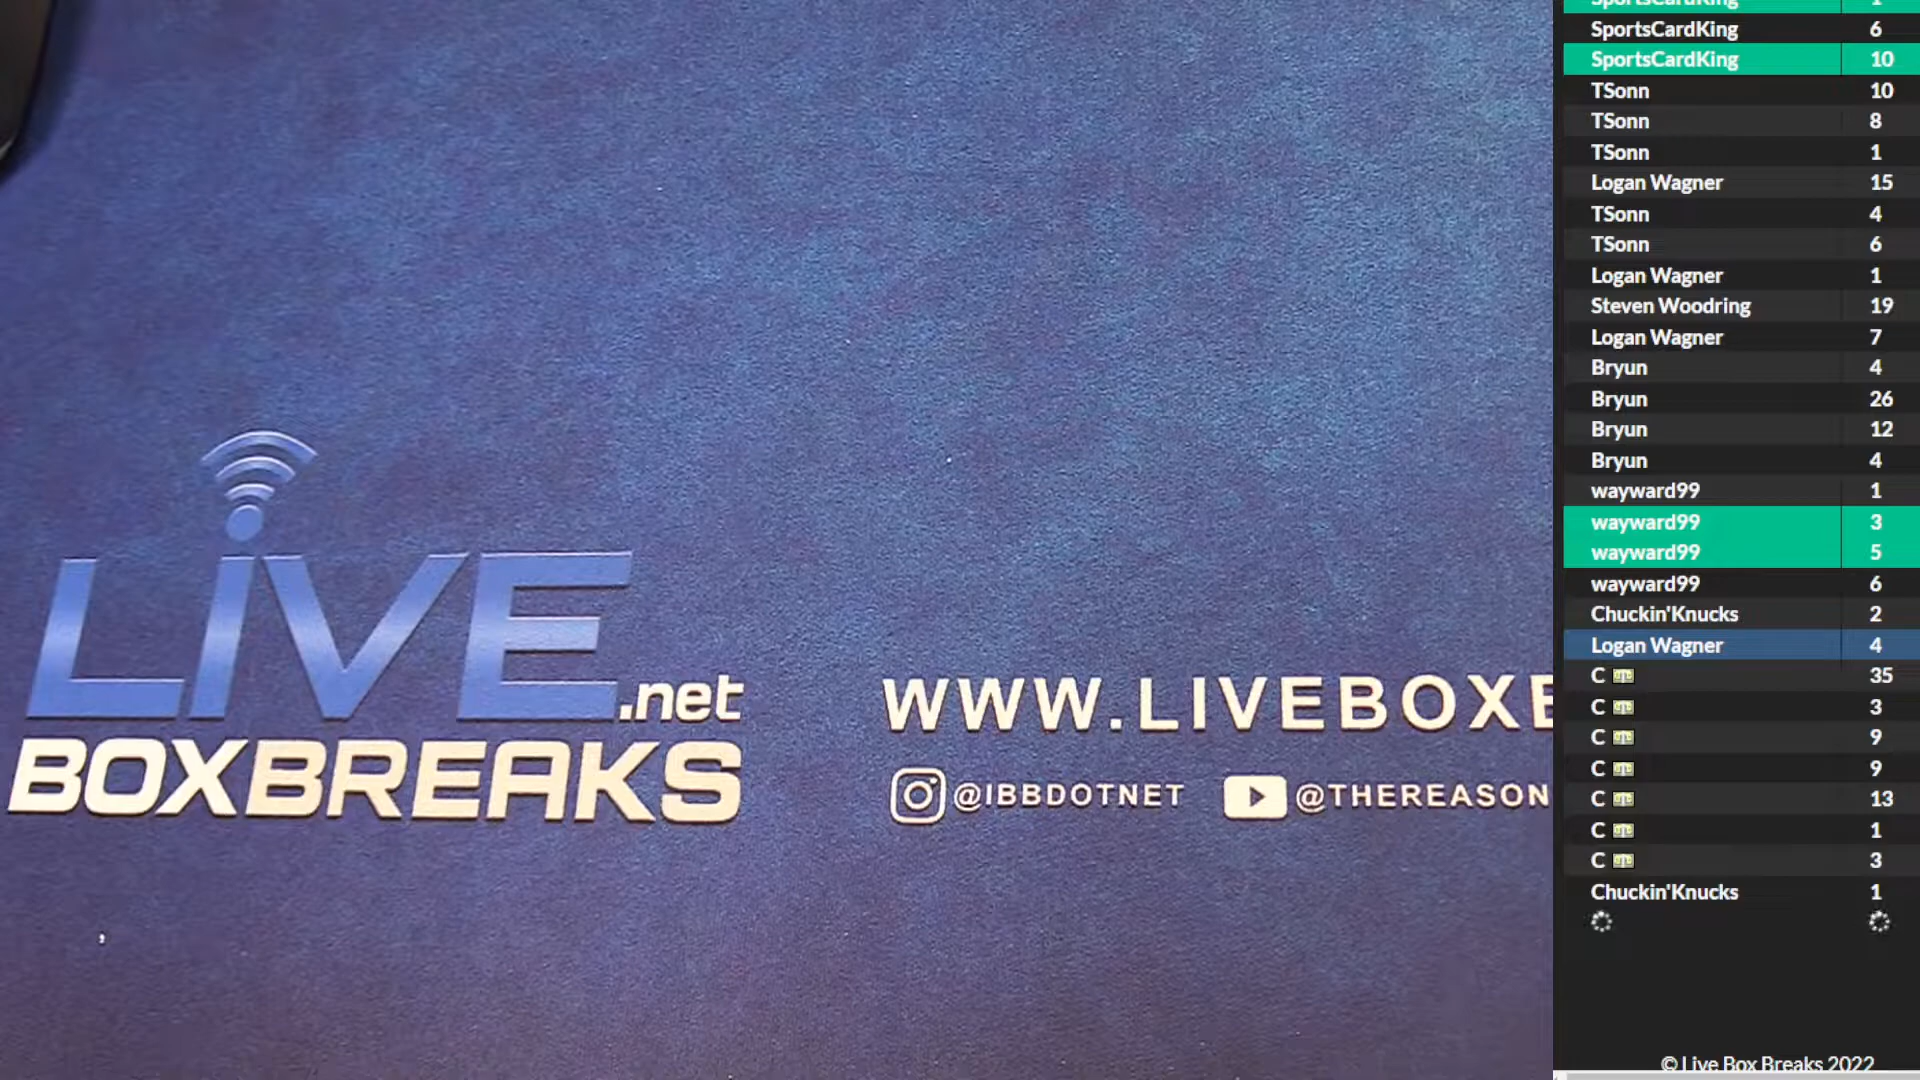 LIVE.net
BOXBREAKS
WWW.LIVEBOXB
@IBBDOTNET @THEREASON
SportsCardKing 1
SportsCardKing 6
SportsCardKing 10
TSonn 10
TSonn 8
TSonn 1
Logan Wagner 15
TSonn 4
TSonn 6
Logan Wagner 1
Steven Woodring 19
Logan Wagner 7
Bryun 4
Bryun 26
Bryun 12
Bryun 4
wayward99 1
wayward99 3
wayward99 5
wayward99 6
Chuckin'Knucks 2
Logan Wagner 4
C 35
C 3
C 9
C 9
C 13
C 1
C 3
Chuckin'Knucks 1
© Live Box Breaks 2022